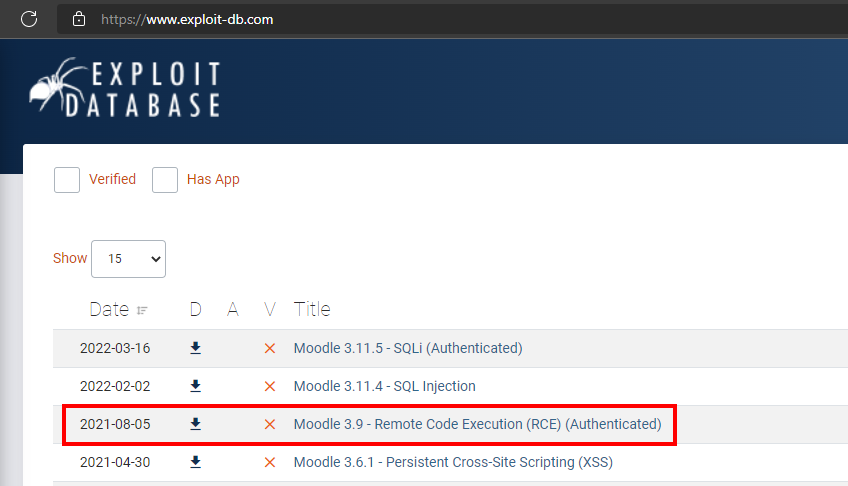 https://www.exploit-db.com
EXPLOIT
DATABASE
Verified Has App
Show 15
Date D A V Title
2022-03-16 Moodle 3.11.5 - SQLi (Authenticated)
2022-02-02 Moodle 3.11.4 - SQL Injection
2021-08-05 Moodle 3.9 - Remote Code Execution (RCE) (Authenticated)
2021-04-30 Moodle 3.6.1 - Persistent Cross-Site Scripting (XSS)